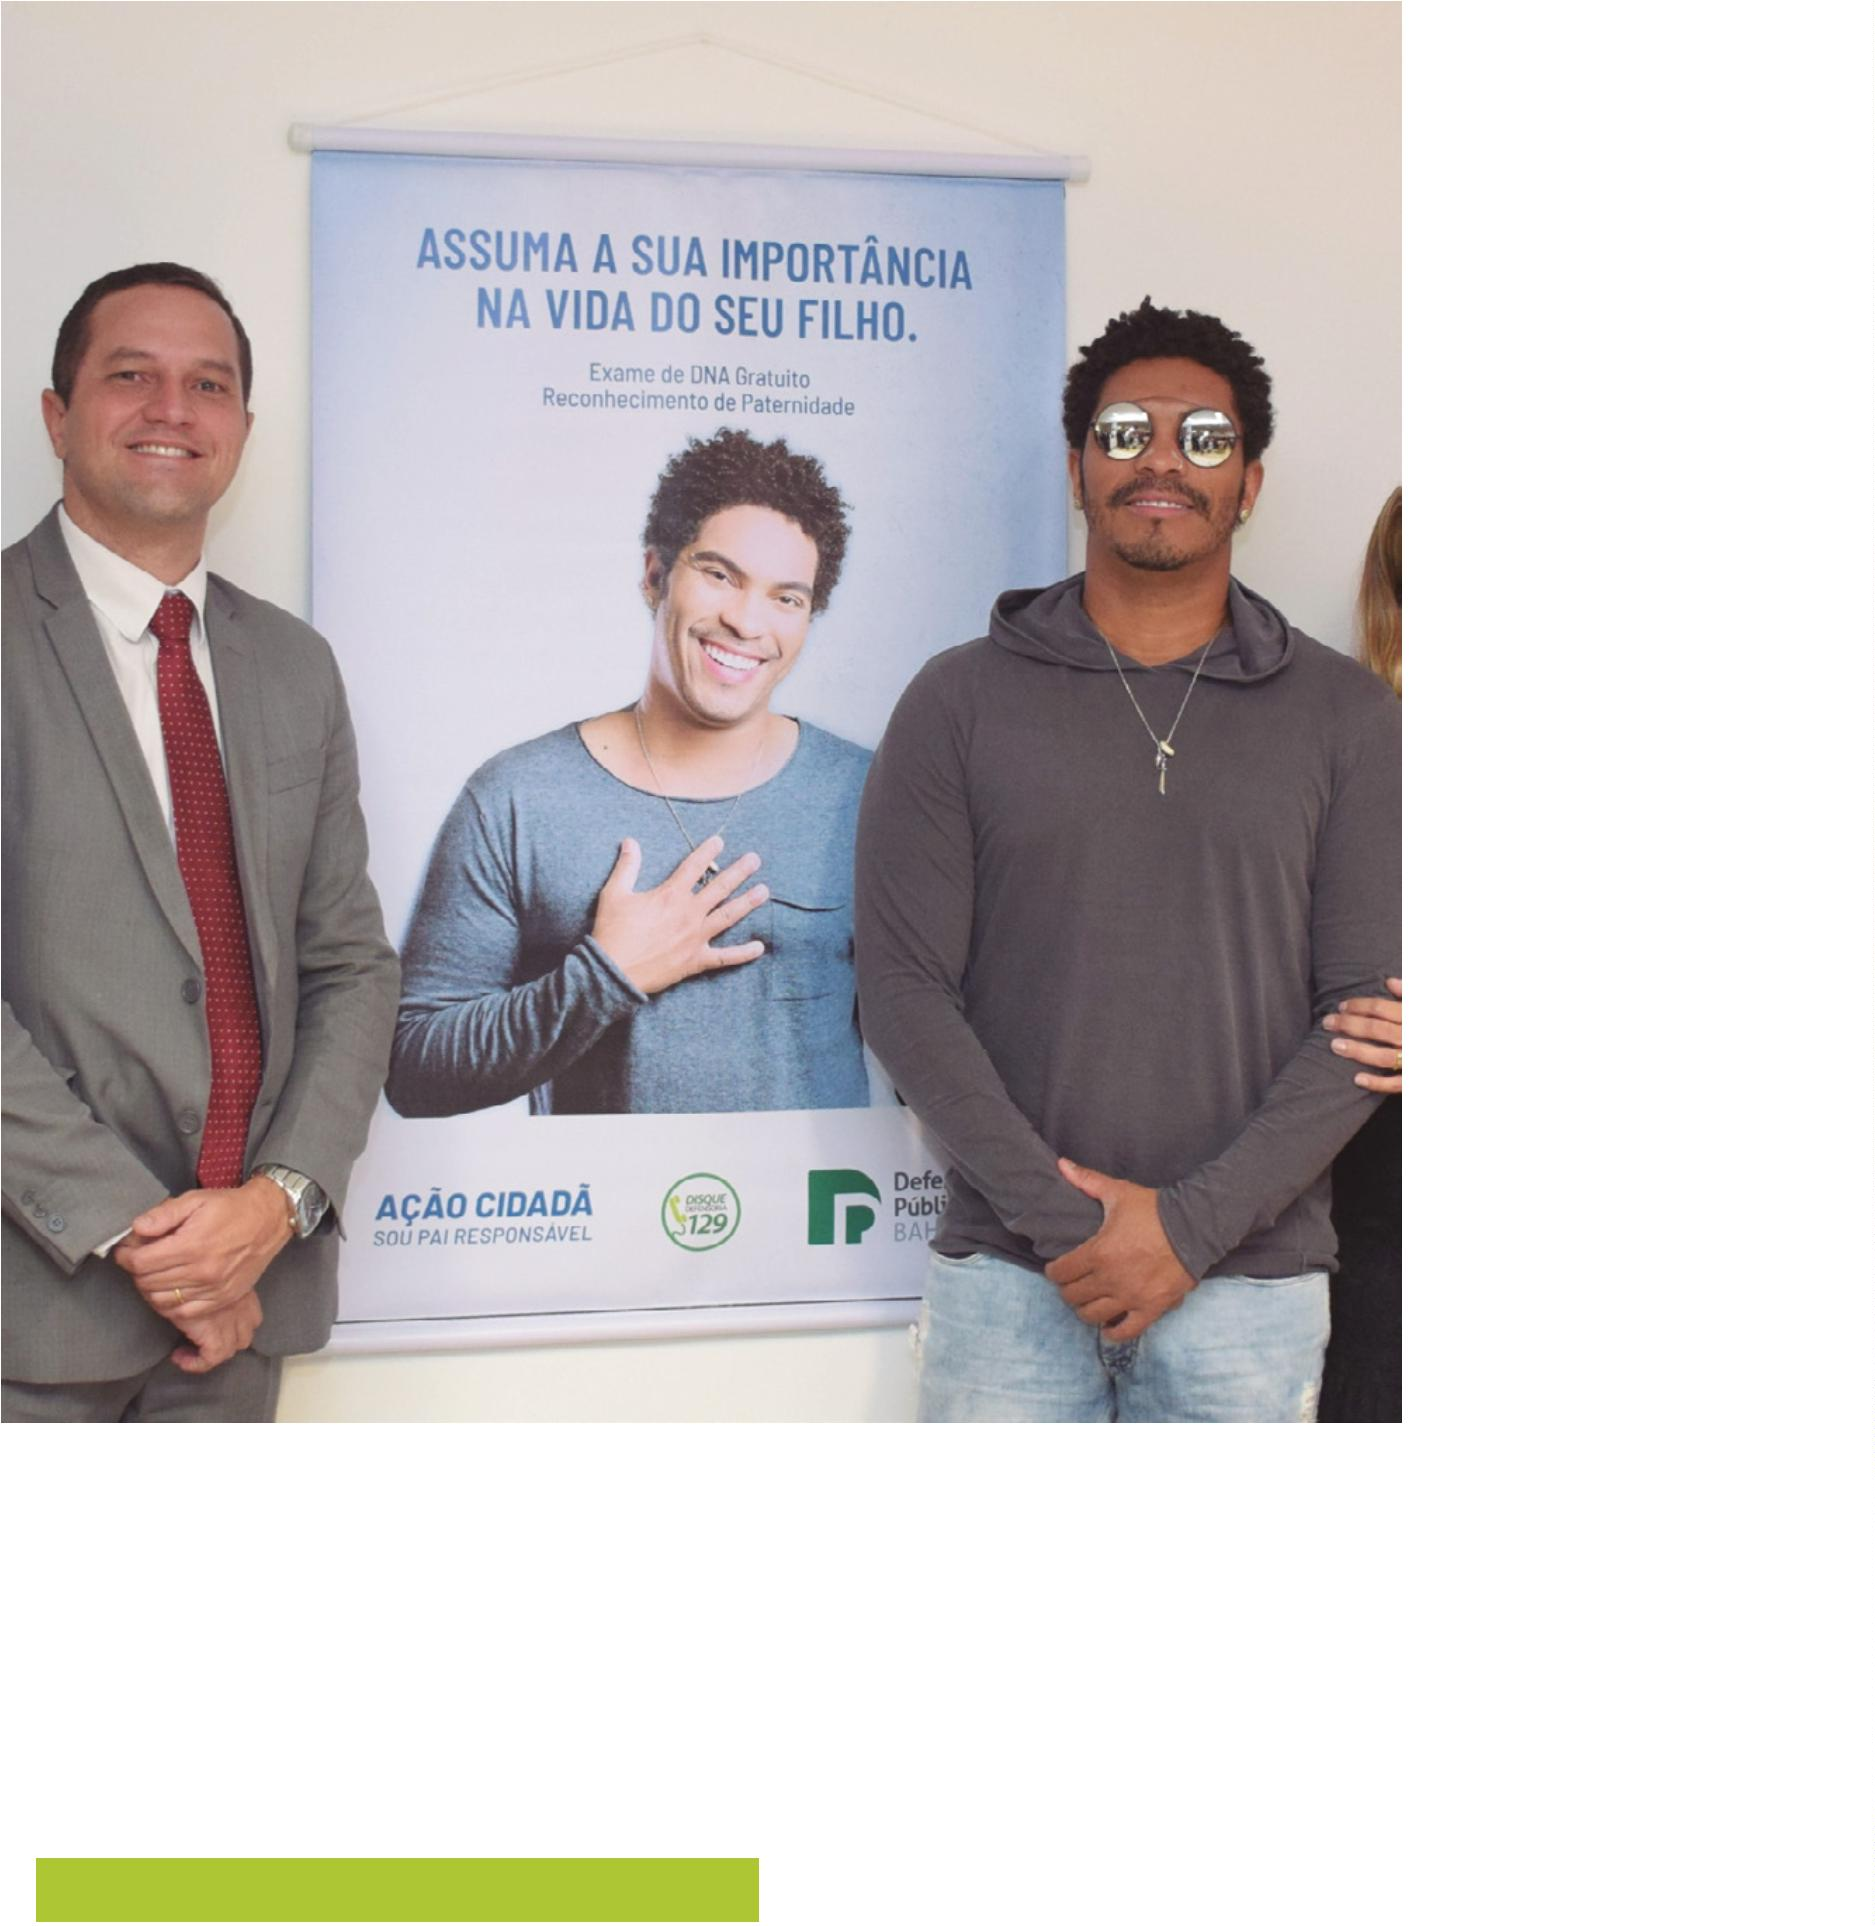 ASSUMA A SUA IMPORTÂNCIA
NA VIDA DO SEU FILHO.
Exame de DNA Gratuito
Reconhecimento de Paternidade
AÇÃO CIDADÃ
SOU PAI RESPONSÁVEL
DISQUE
DEFENSORIA
129